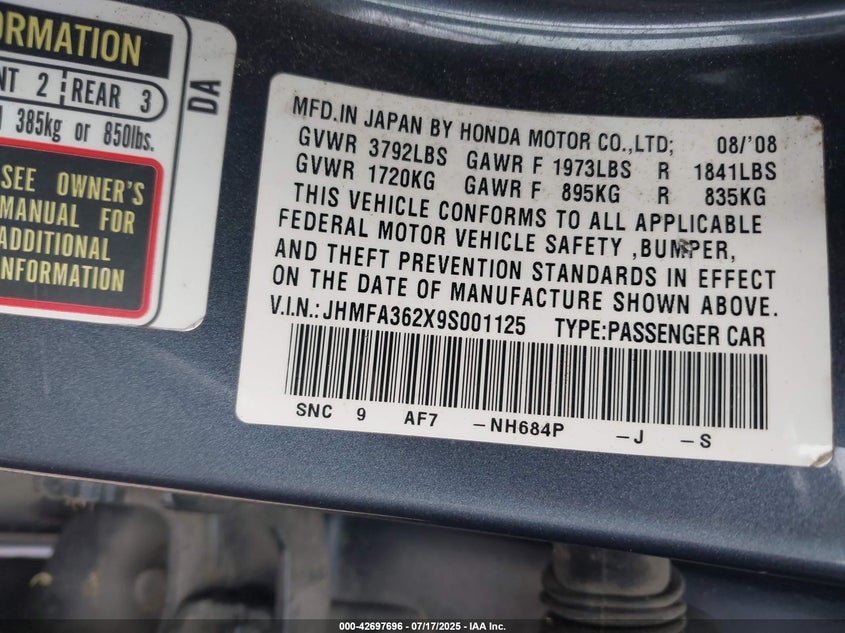 ORMATION
NT 2 REAR 3
385kg or 850lbs.
SEE OWNER'S
MANUAL FOR
ADDITIONAL
INFORMATION
DA
MFD.IN JAPAN BY HONDA MOTOR CO.,LTD; 08/'08
GVWR 3792LBS GAWR F 1973LBS R 1841LBS
GVWR 1720KG GAWR F 895KG R 835KG
THIS VEHICLE CONFORMS TO ALL APPLICABLE
FEDERAL MOTOR VEHICLE SAFETY ,BUMPER,
AND THEFT PREVENTION STANDARDS IN EFFECT
ON THE DATE OF MANUFACTURE SHOWN ABOVE.
V.I.N.:JHMFA362X9S001125 TYPE:PASSENGER CAR
SNC 9 AF7 -NH684P -J -S
000-42697696 - 07/17/2025 - IAA Inc.